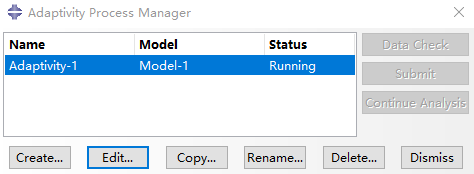 Adaptivity Process Manager
Name Model Status
Adaptivity-1 Model-1 Running
Data Check
Submit
Continue Analysis
Create... Edit... Copy... Rename... Delete... Dismiss